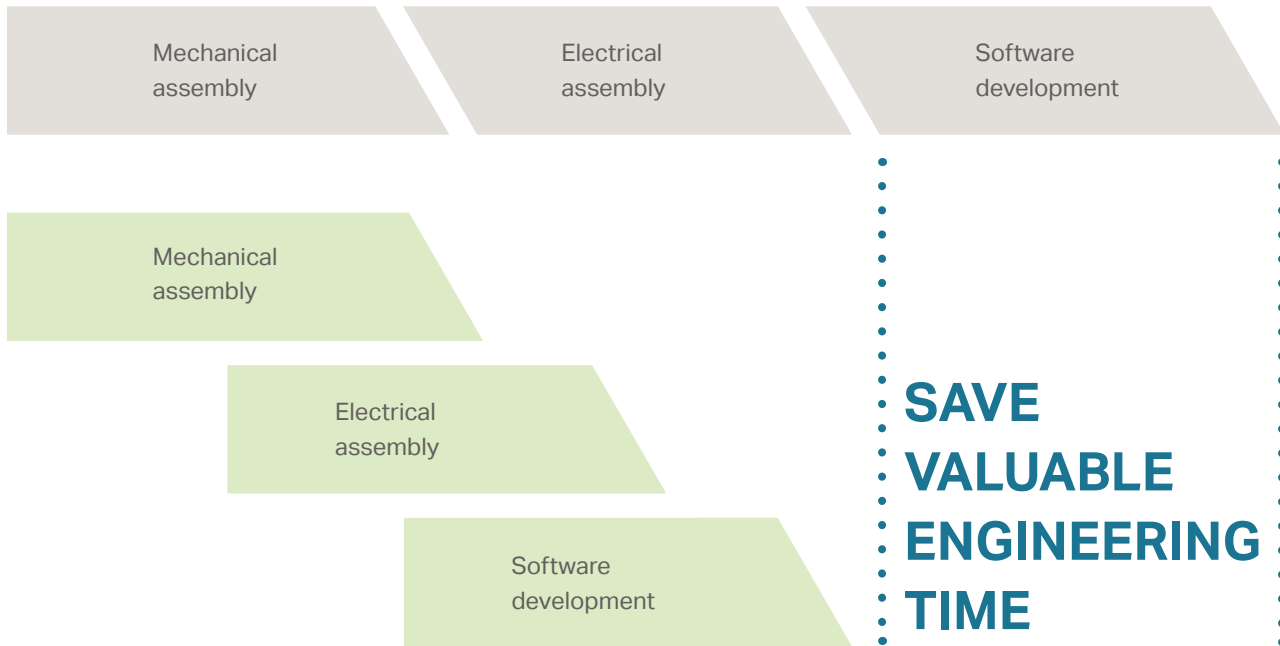 Mechanical
assembly
Electrical
assembly
Software
development
Mechanical
assembly
Electrical
assembly
Software
development
SAVE
VALUABLE
ENGINEERING
TIME